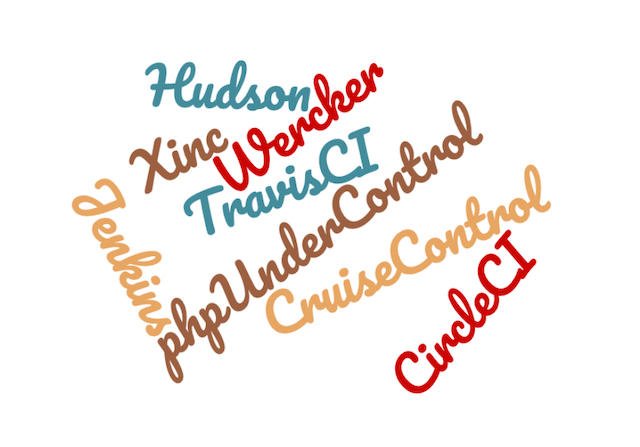 Hudson
Wercker
Xinc
TravisCI
Jenkins
phpUnderControl
CruiseControl
CircleCI